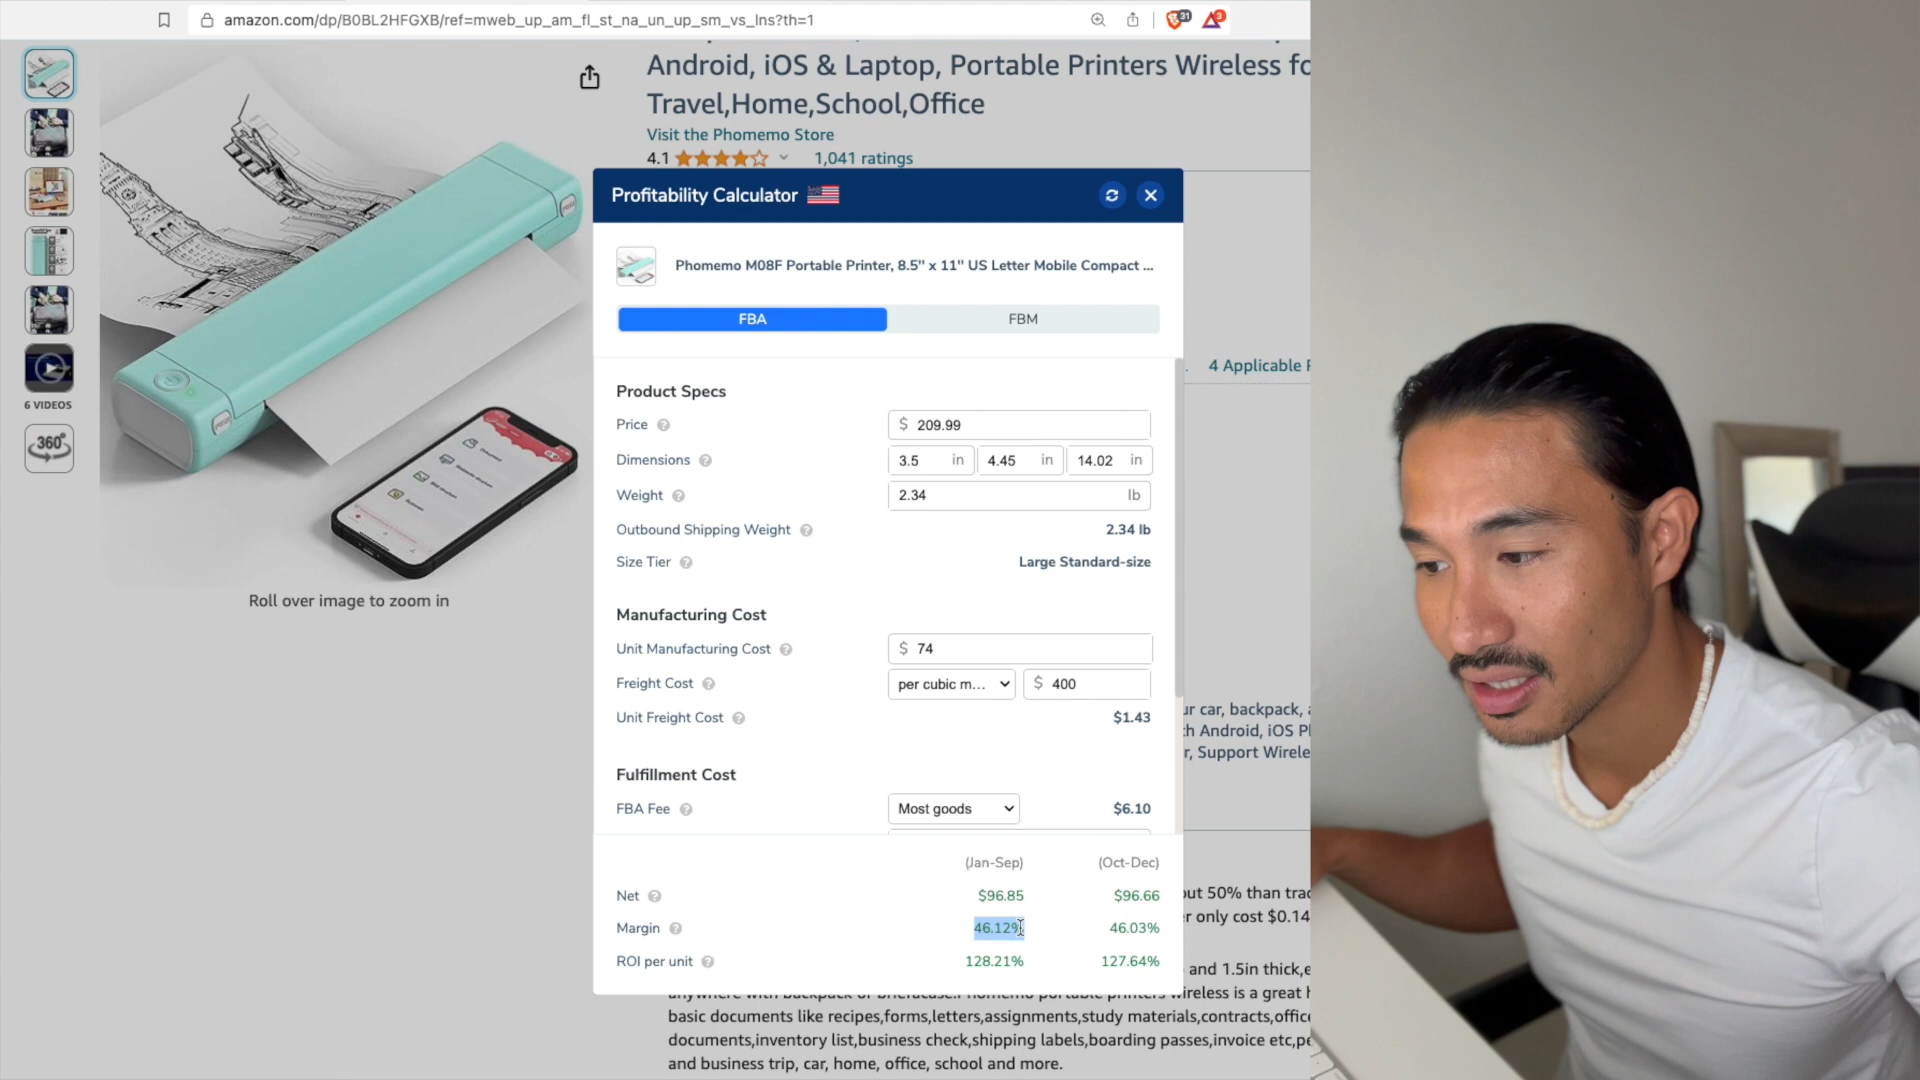 amazon.com/dp/B0BL2HFGXB/ref=mweb_up_am_fl_st_na_un_up_sm_vs_lns?th=1
31
3
Android, iOS & Laptop, Portable Printers Wireless fo
Travel,Home,School,Office
Visit the Phomemo Store
4.1
1,041 ratings
6 VIDEOS
360°
Roll over image to zoom in
Profitability Calculator
Phomemo M08F Portable Printer, 8.5" x 11" US Letter Mobile Compact ...
FBA
FBM
Product Specs
Price ?
$ 209.99
Dimensions ?
3.5 in
4.45 in
14.02 in
Weight ?
2.34 lb
Outbound Shipping Weight ?
2.34 lb
Size Tier ?
Large Standard-size
Manufacturing Cost
Unit Manufacturing Cost ?
$ 74
Freight Cost ?
per cubic m...
$ 400
Unit Freight Cost ?
$1.43
Fulfillment Cost
FBA Fee ?
Most goods
$6.10
(Jan-Sep)
(Oct-Dec)
Net ?
$96.85
$96.66
Margin ?
46.12%
46.03%
ROI per unit ?
128.21%
127.64%
4 Applicable
ur car, backpack,
h Android, iOS
r, Support Wirele
out 50% than trad
r only cost $0.14
and 1.5in thick,e
wireless is a great
basic documents like recipes,forms,letters,assignments,study materials,contracts,office
documents,inventory list,business check,shipping labels,boarding passes,invoice etc,pe
and business trip, car, home, office, school and more.